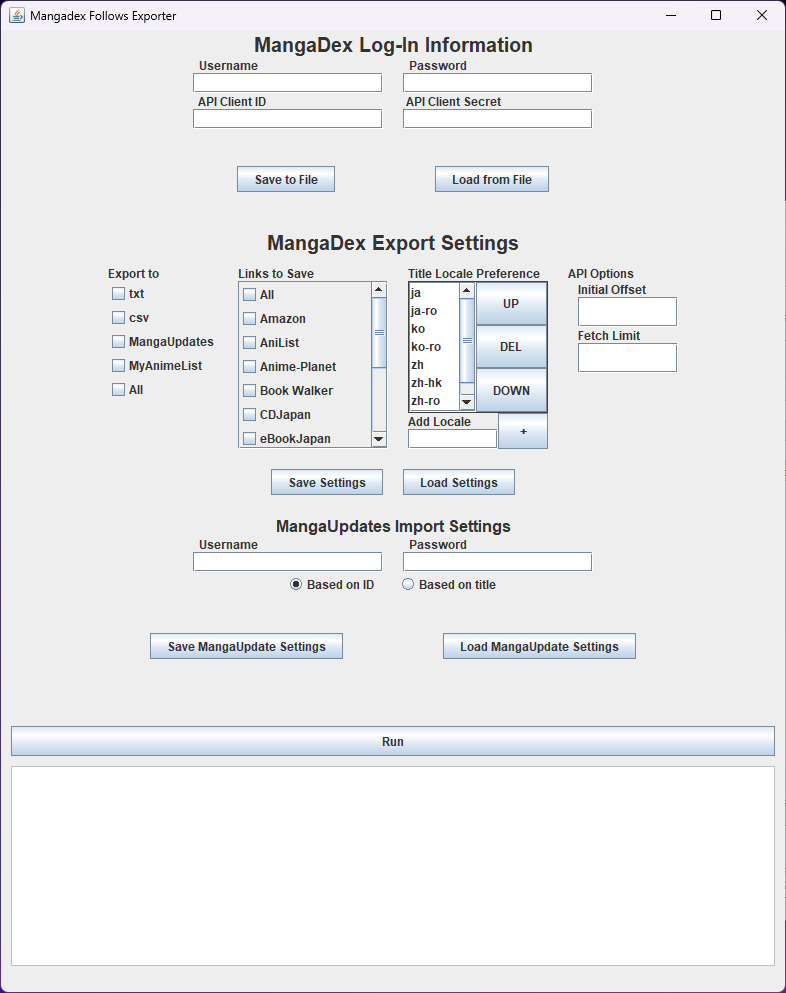 Mangadex Follows Exporter
MangaDex Log-In Information
Username Password
API Client ID API Client Secret
Save to File Load from File
MangaDex Export Settings
Export to Links to Save Title Locale Preference API Options
txt All ja UP Initial Offset
csv Amazon ja-ro
MangaUpdates AniList ko DEL Fetch Limit
MyAnimeList Anime-Planet ko-ro
All Book Walker zh DOWN
CDJapan zh-hk
eBookJapan zh-ro
Add Locale +
Save Settings Load Settings
MangaUpdates Import Settings
Username Password
Based on ID Based on title
Save MangaUpdate Settings Load MangaUpdate Settings
Run